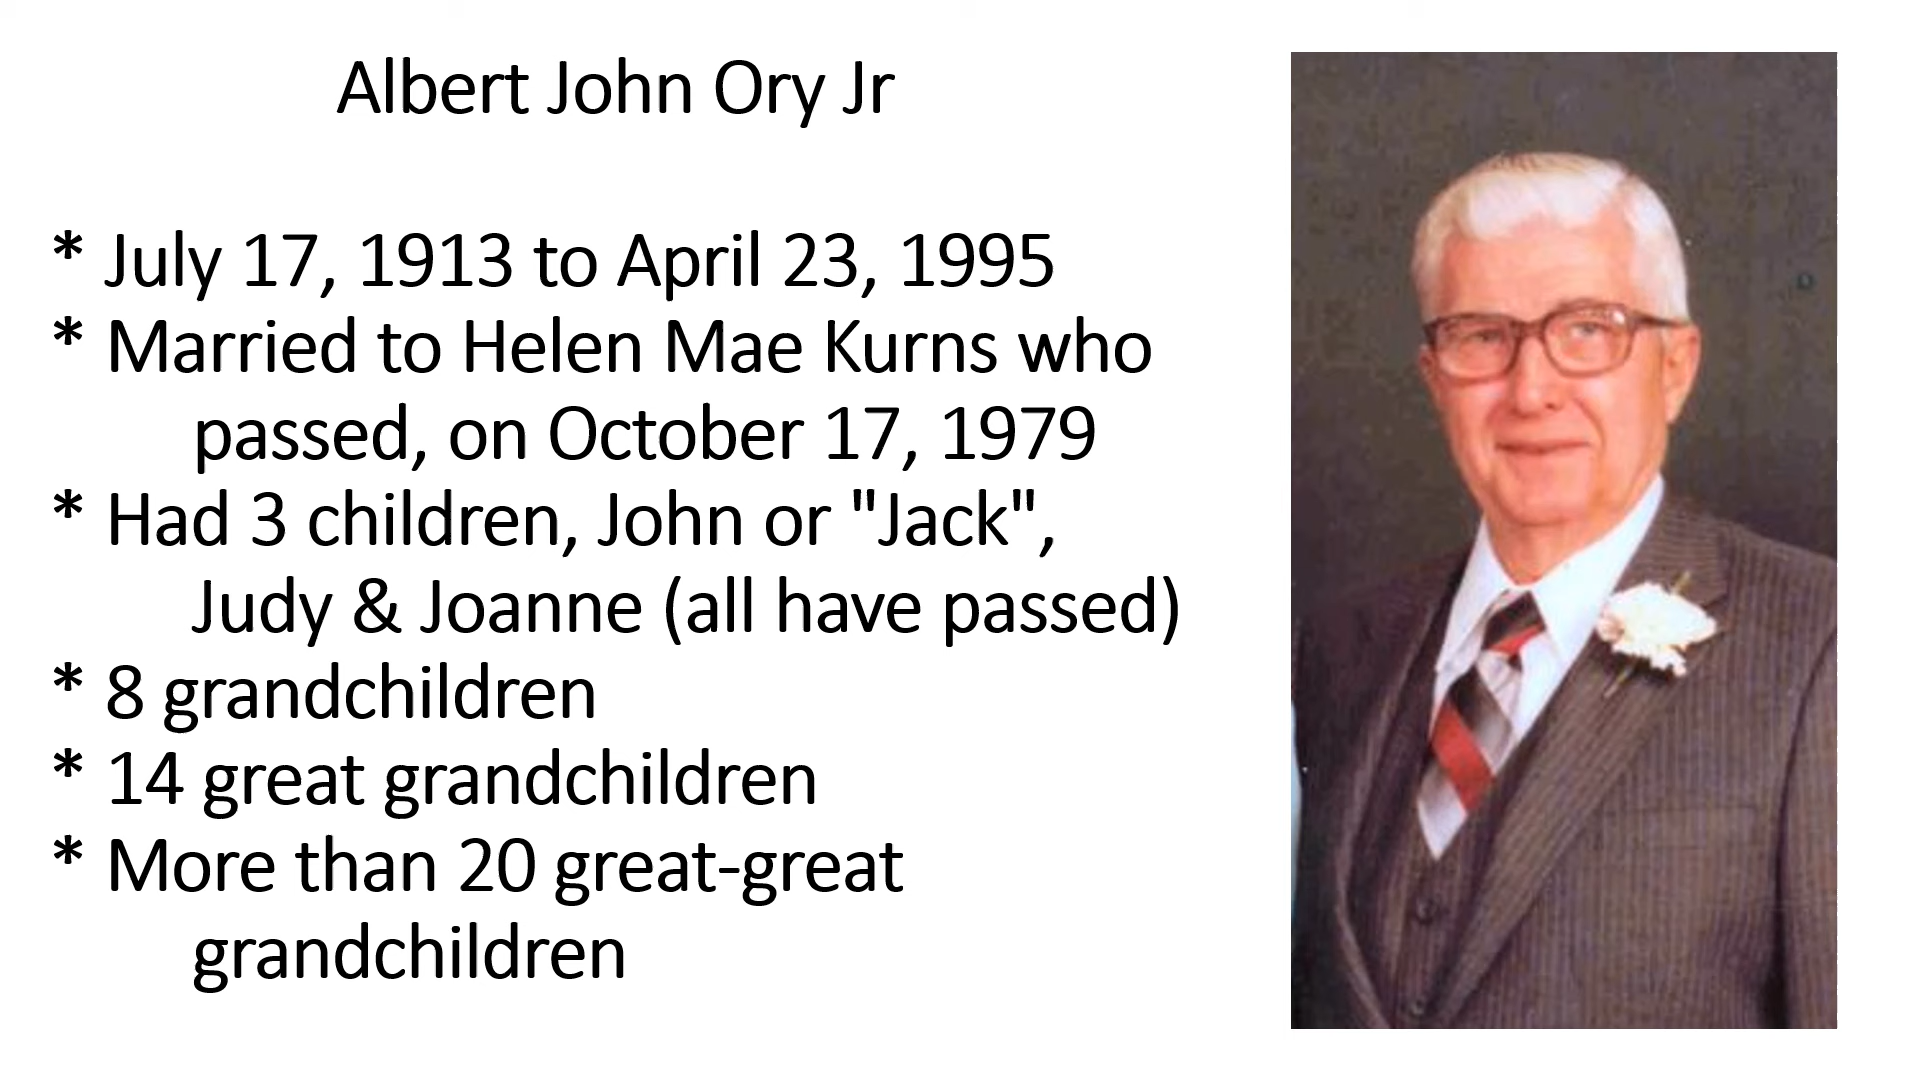 Albert John Ory Jr
* July 17, 1913 to April 23, 1995
* Married to Helen Mae Kurns who
passed, on October 17, 1979
* Had 3 children, John or "Jack",
Judy & Joanne (all have passed)
* 8 grandchildren
* 14 great grandchildren
* More than 20 great-great
grandchildren